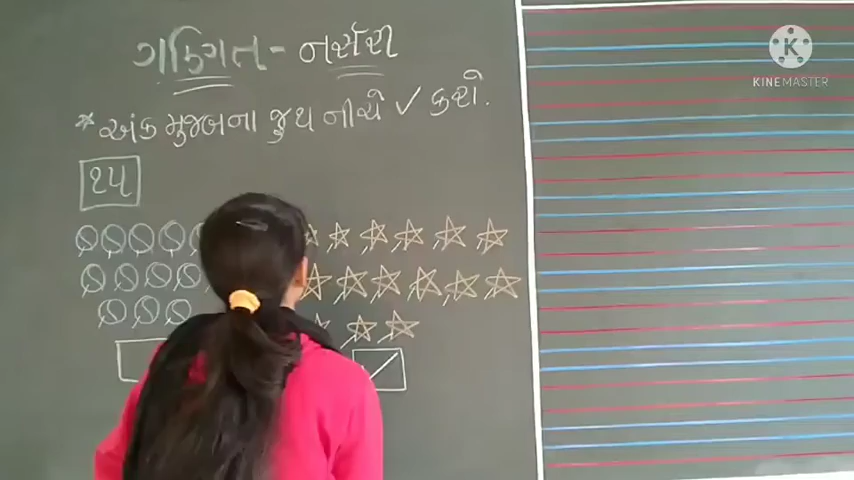 ગણિત - નર્સરી
* અંક મુજબના જુથ નીચે ✓ કરો.
૧૫
K
KINEMASTER